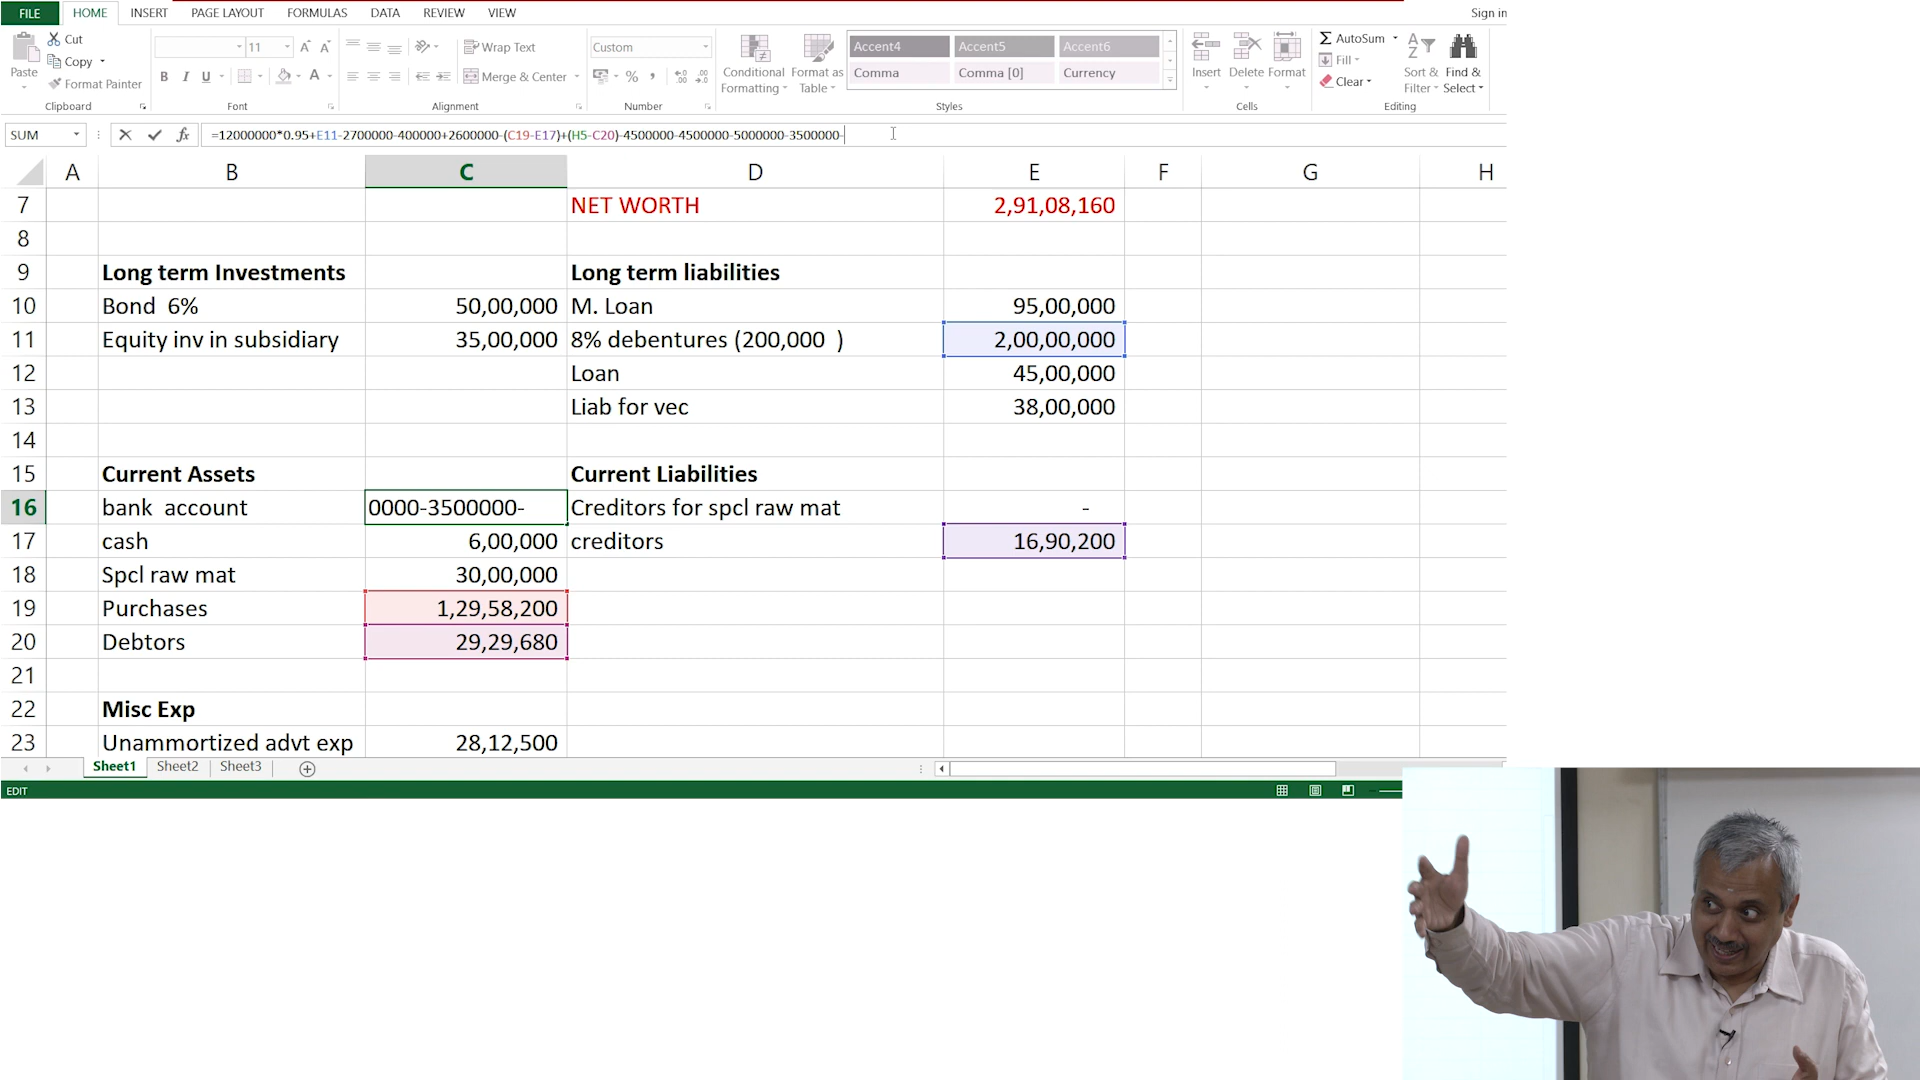 FILE HOME INSERT PAGE LAYOUT FORMULAS DATA REVIEW VIEW Sign in
Cut
Copy
Format Painter
Paste
Clipboard
11
B I U A
Font
Wrap Text
Merge & Center
Alignment
Custom
% ,
Number
Conditional Formatting
Format as Table
Accent4 Accent5 Accent6
Comma Comma [0] Currency
Styles
Insert Delete Format
Cells
AutoSum
Fill
Clear
Sort & Filter
Find & Select
Editing
SUM fx =12000000*0.95+E11-2700000-400000+2600000-(C19-E17)+(H5-C20)-4500000-4500000-5000000-3500000-
A B C D E F G H
7 NET WORTH 2,91,08,160
8
9 Long term Investments Long term liabilities
10 Bond 6% 50,00,000 M. Loan 95,00,000
11 Equity inv in subsidiary 35,00,000 8% debentures (200,000 ) 2,00,00,000
12 Loan 45,00,000
13 Liab for vec 38,00,000
14
15 Current Assets Current Liabilities
16 bank account 0000-3500000- Creditors for spcl raw mat -
17 cash 6,00,000 creditors 16,90,200
18 Spcl raw mat 30,00,000
19 Purchases 1,29,58,200
20 Debtors 29,29,680
21
22 Misc Exp
23 Unammortized advt exp 28,12,500
Sheet1 Sheet2 Sheet3
EDIT